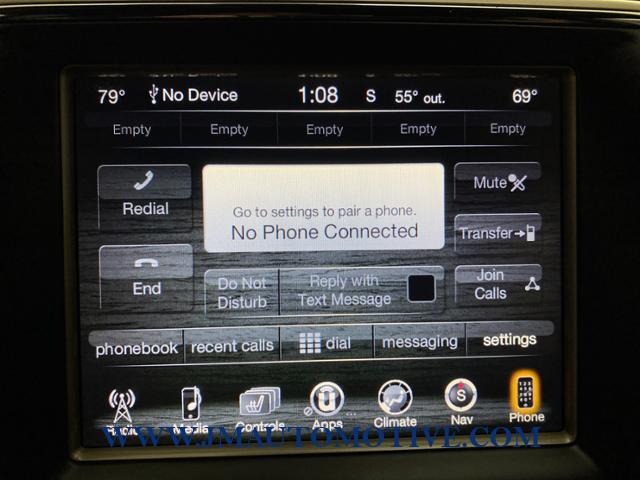 79° No Device 1:08 S 55° out. 69°
Empty Empty Empty Empty Empty
Redial
Go to settings to pair a phone.
No Phone Connected
Mute
Transfer
End
Do Not
Disturb
Reply with
Text Message
Join
Calls
phonebook recent calls dial messaging settings
Radio Media Controls Apps Climate S Nav Phone
WWW.JMAUTOMOTIVE.COM